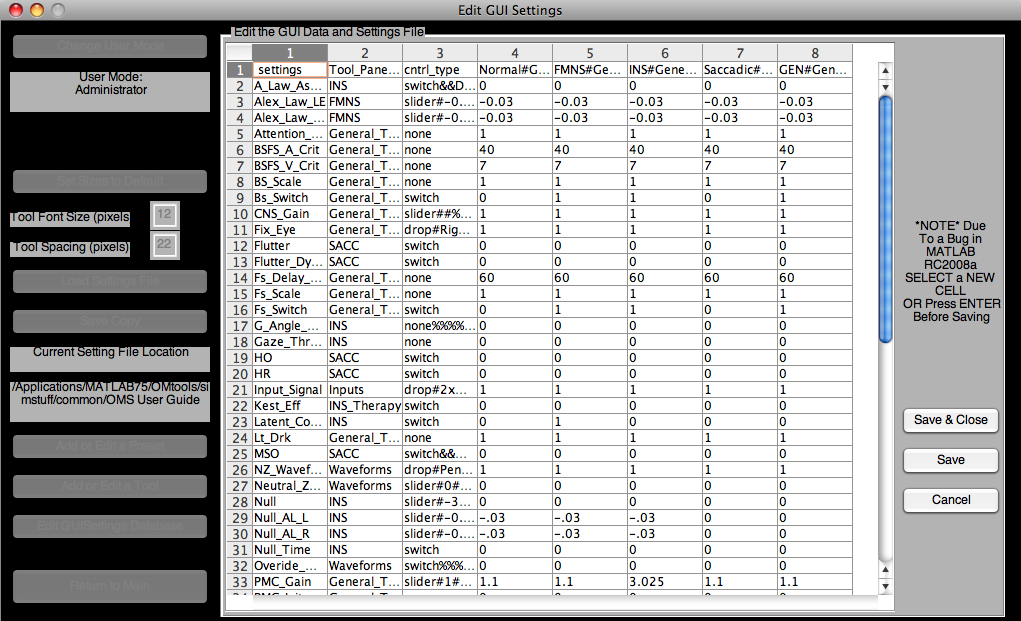 Edit GUI Settings
Change User Mode
User Mode:
Administrator
Set Sizes to Default
Tool Font Size (pixels
12
Tool Spacing (pixels)
22
Load Settings File
Save Copy
Current Setting File Location
/Applications/MATLAB75/OMtools/si
mstuff/common/OMS User Guide
Add or Edit a Preset
Add or Edit a Tool
Edit GUISettings Database
Return to Main
Edit the GUI Data and Settings File
1 2 3 4 5 6 7 8
1 settings Tool_Pane... cntrl_type Normal#G... FMNS#Ge... INS#Gene... Saccadic#... GEN#Gen...
2 A_Law_As... INS switch&&D... 0 0 0 0 0
3 Alex_Law_LE FMNS slider#-0.... -0.03 -0.03 -0.03 -0.03 -0.03
4 Alex_Law_... FMNS slider#-0.... -0.03 -0.03 -0.03 -0.03 -0.03
5 Attention_... General_T... none 1 1 1 1 1
6 BSFS_A_Crit General_T... none 40 40 40 40 40
7 BSFS_V_Crit General_T... none 7 7 7 7 7
8 BS_Scale General_T... none 1 1 1 1 1
9 Bs_Switch General_T... switch 0 1 1 0 1
10 CNS_Gain General_T... slider##%... 1 1 1 1 1
11 Fix_Eye General_T... drop#Rig... 1 1 1 1 1
12 Flutter SACC switch 0 0 0 0 0
13 Flutter_Dy... SACC switch 0 0 0 0 0
14 Fs_Delay_... General_T... none 60 60 60 60 60
15 Fs_Scale General_T... none 1 1 1 1 1
16 Fs_Switch General_T... switch 0 1 1 0 1
17 G_Angle_... INS none%%%%... 0 0 0 0 0
18 Gaze_Thr... INS none 0 0 0 0 0
19 HO SACC switch 0 0 0 0 0
20 HR SACC switch 0 0 0 0 0
21 Input_Signal Inputs drop#2x... 1 1 1 1 1
22 Kest_Eff INS_Therapy switch 0 0 0 0 0
23 Latent_Co... INS switch 0 1 0 0 0
24 Lt_Drk General_T... none 1 1 1 1 1
25 MSO SACC switch&&... 0 0 0 0 0
26 NZ_Wavef... Waveforms drop#Pen... 1 1 1 1 1
27 Neutral_Z... Waveforms slider#0#... 0 0 0 0 0
28 Null INS slider#-3... 0 0 0 0 0
29 Null_AL_L INS slider#-0.... -.03 -.03 -.03 0 0
30 Null_AL_R INS slider#-0.... -.03 -.03 -.03 0 0
31 Null_Time INS switch 0 0 0 0 0
32 Overide_... Waveforms switch%%%... 0 0 0 0 0
33 PMC_Gain General_T... slider#1#... 1.1 1.1 3.025 1.1 1.1
*NOTE* Due
To a Bug in
MATLAB
RC2008a
SELECT a NEW
CELL
OR Press ENTER
Before Saving
Save & Close
Save
Cancel